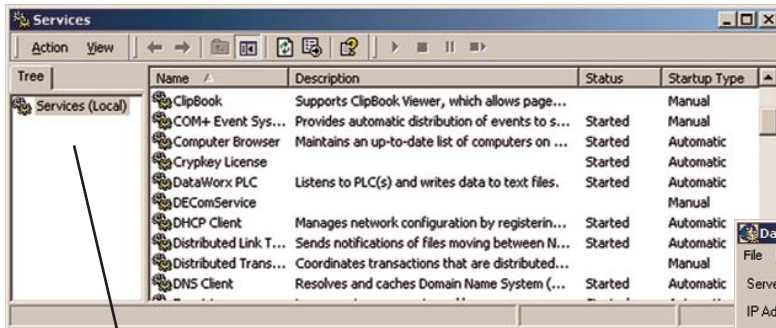 Services
Action View
Tree
Name Description Status Startup Type
Services (Local)
ClipBook Supports ClipBook Viewer, which allows page... Manual
COM+ Event Sys... Provides automatic distribution of events to s... Started Manual
Computer Browser Maintains an up-to-date list of computers on ... Started Automatic
Crypkey License Started Automatic
DataWorx PLC Listens to PLC(s) and writes data to text files. Started Automatic
DEComService Manual
DHCP Client Manages network configuration by registerin... Started Automatic
Distributed Link T... Sends notifications of files moving between N... Started Automatic
Distributed Trans... Coordinates transactions that are distributed... Manual
DNS Client Resolves and caches Domain Name System (... Started Automatic
Da
File
Serve
IP Ad